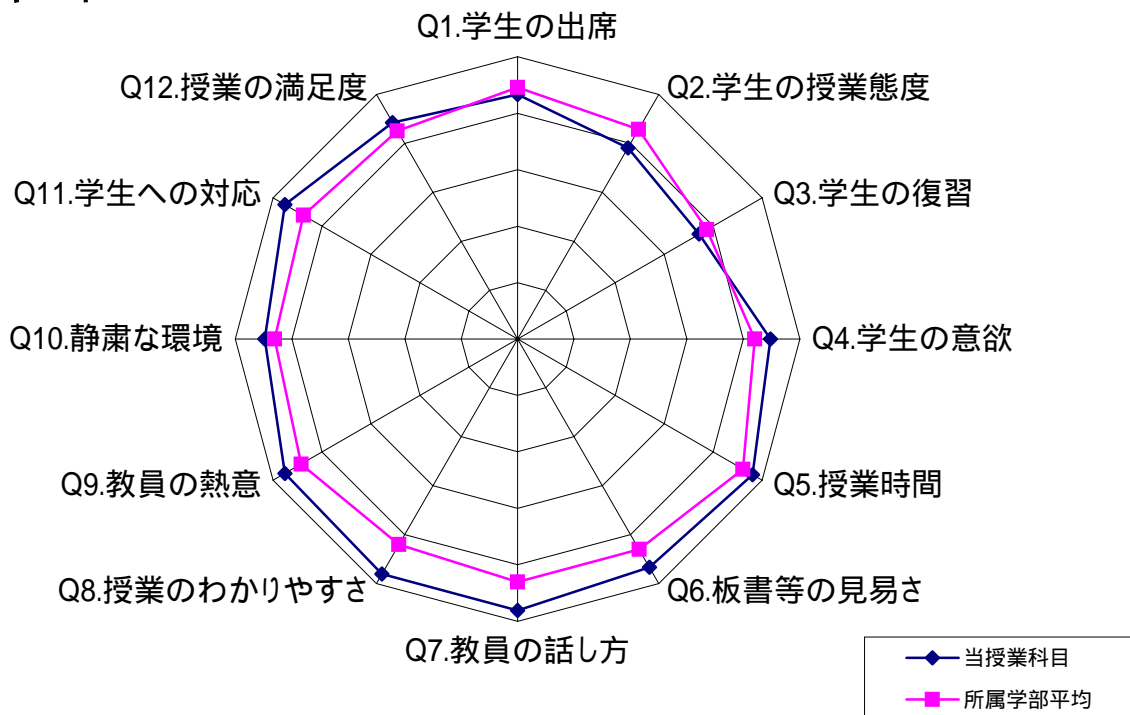 Q1.学生の出席
Q2.学生の授業態度
Q3.学生の復習
Q4.学生の意欲
Q5.授業時間
Q6.板書等の見易さ
Q7.教員の話し方
Q8.授業のわかりやすさ
Q9.教員の熱意
Q10.静粛な環境
Q11.学生への対応
Q12.授業の満足度
当授業科目
所属学部平均